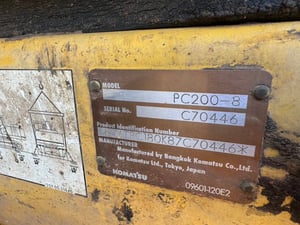 MODEL PC200-8
SERIAL No. C70446
Product Identification Number
K87C70446*
MANUFACTURER
Manufactured by Bangkok Komatsu Co.,Ltd.
for Komatsu Ltd., Tokyo, Japan
KOMATSU 09601-120E2